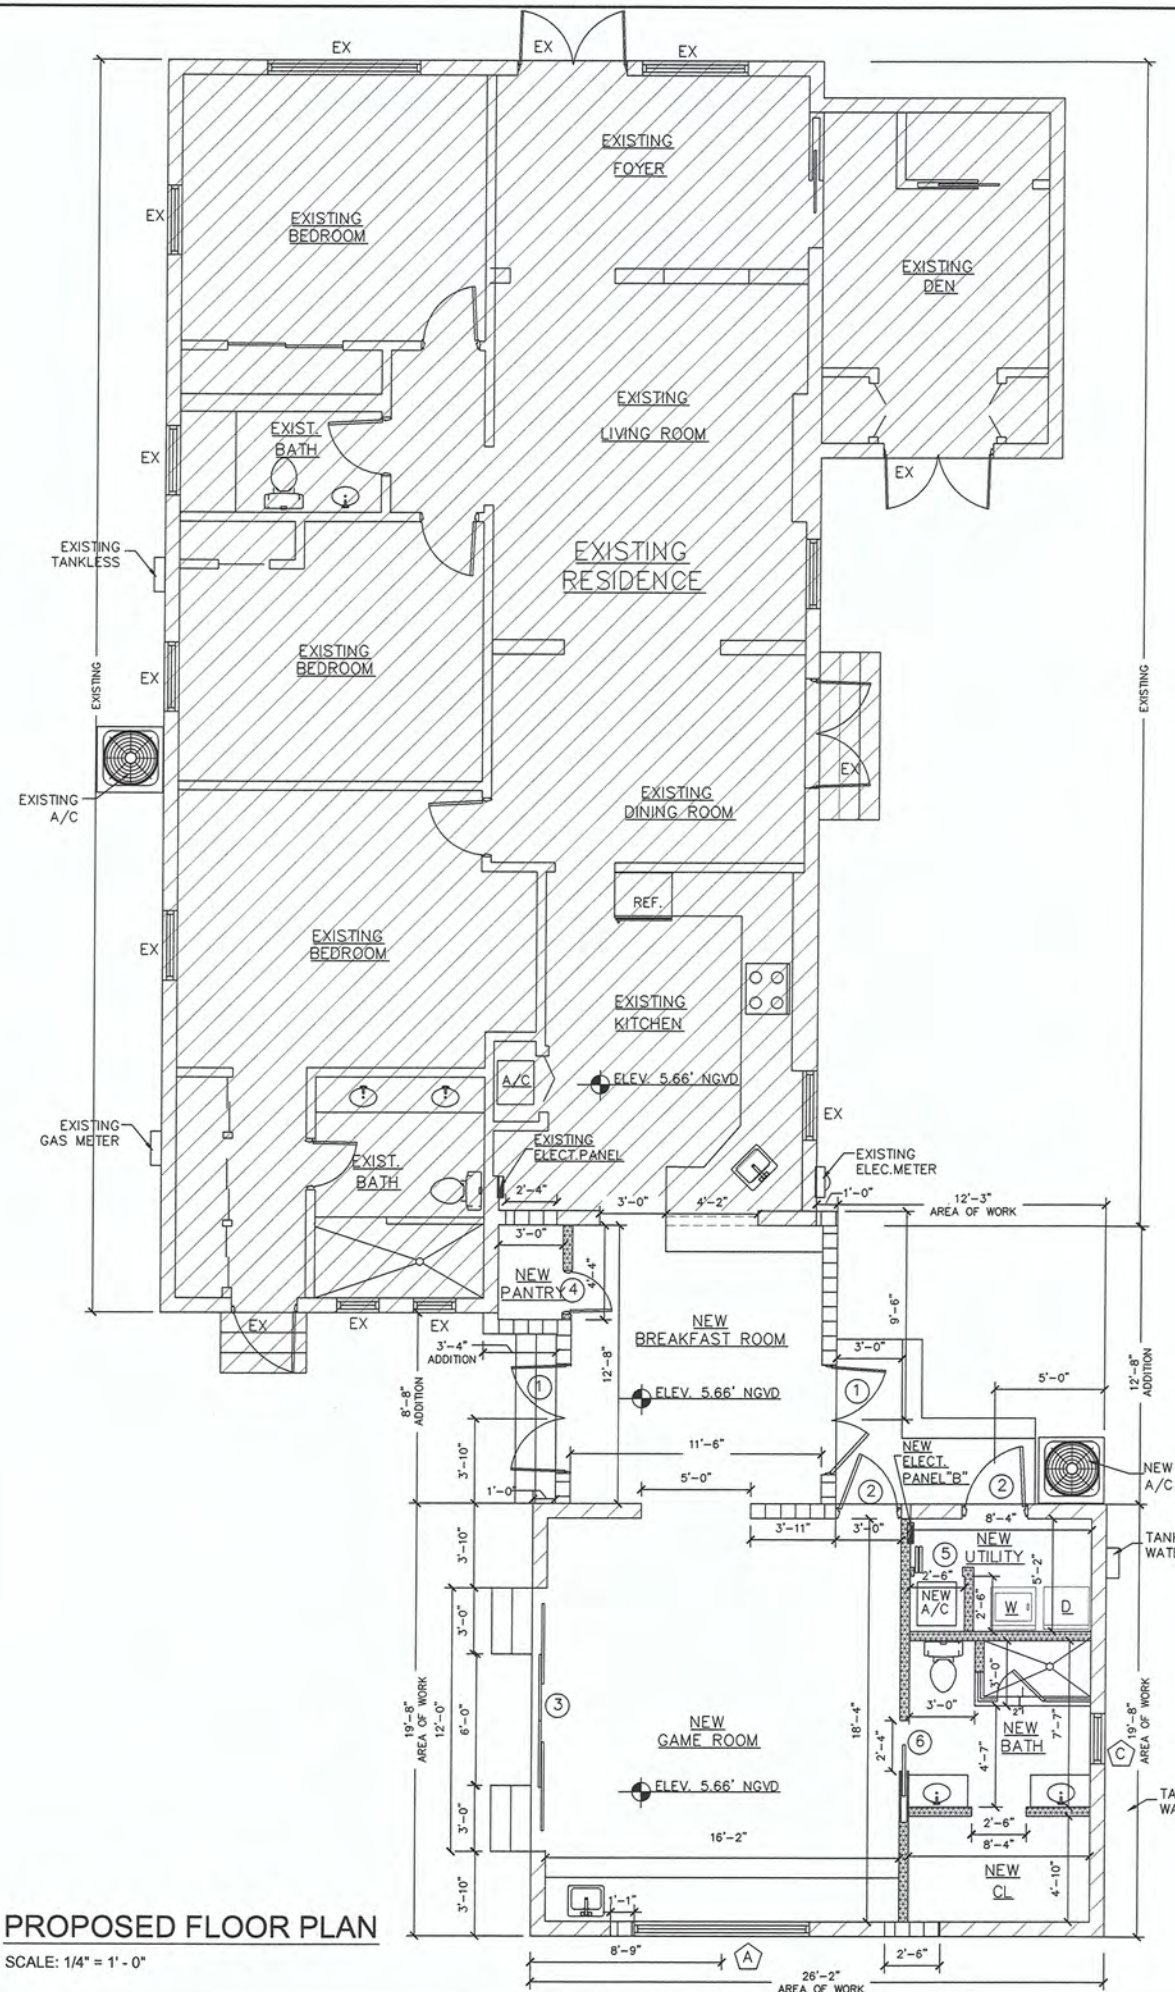 EX
EX
EX
EXISTING
FOYER
EX
EXISTING
BEDROOM
EXISTING
DEN
EXISTING
LIVING ROOM
EXIST.
BATH
EX
EX
EXISTING
TANKLESS
EXISTING
RESIDENCE
EXISTING
BEDROOM
EX
EXISTING
EXISTING
EX
EXISTING
A/C
EXISTING
DINING ROOM
REF.
EXISTING
BEDROOM
EX
EXISTING
KITCHEN
A/C
ELEV. 5.66' NGVD
EX
EXISTING
GAS METER
EXISTING
ELECT.PANEL
EXISTING
ELEC.METER
EXIST.
BATH
2'-4"
3'-0"
4'-2"
1'-0"
12'-3"
AREA OF WORK
3'-0"
4'-4"
NEW
PANTRY
4
NEW
BREAKFAST ROOM
9'-6"
EX
EX
EX
3'-4"
ADDITION
12'-8"
3'-0"
8'-8"
ADDITION
12'-8"
ADDITION
1
1
5'-0"
ELEV. 5.66' NGVD
3'-10"
11'-6"
NEW
ELECT.
PANEL"B"
NEW
A/C
5'-0"
1'-0"
2
2
3'-11"
3'-0"
8'-4"
3'-10"
5
NEW
UTILITY
5'-2"
TANK
WAT
2'-6"
NEW
A/C
2'-6"
W
D
3'-0"
3'-0"
3'-0"
2'
19'-8"
AREA OF WORK
12'-0"
6'-0"
3
NEW
GAME ROOM
18'-4"
2'-4"
6
4'-7"
NEW
BATH
7'-7"
C
19'-8"
AREA OF WORK
ELEV. 5.66' NGVD
3'-0"
TA
WA
16'-2"
2'-6"
8'-4"
NEW
CL
4'-10"
3'-10"
1'-1"
8'-9"
A
2'-6"
26'-2"
AREA OF WORK
PROPOSED FLOOR PLAN
SCALE: 1/4" = 1' - 0"